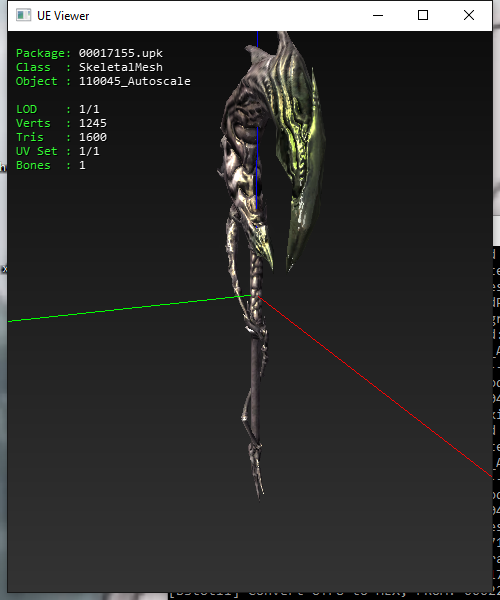 UE Viewer
Package: 00017155.upk
Class : SkeletalMesh
Object : 110045_Autoscale
LOD : 1/1
Verts : 1245
Tris : 1600
UV Set : 1/1
Bones : 1